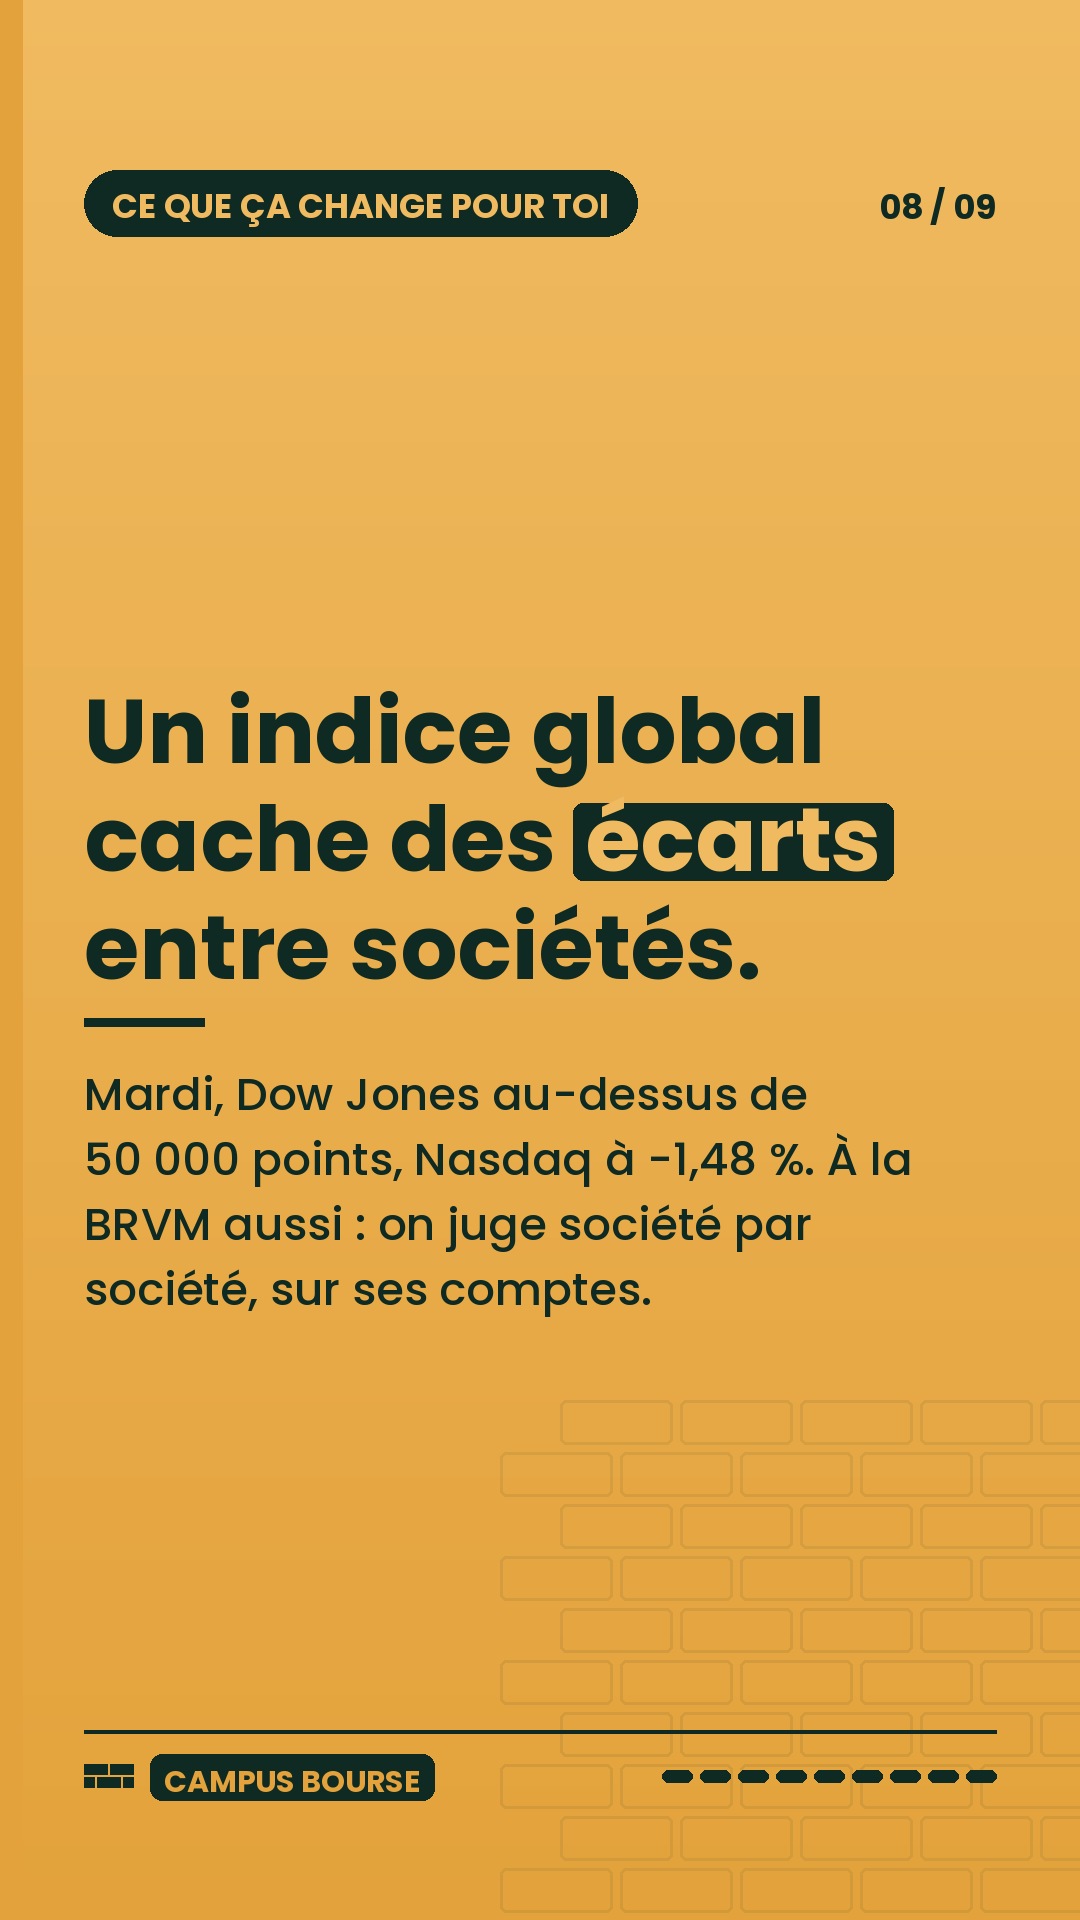 CE QUE ÇA CHANGE POUR TOI
08 / 09
Un indice global
cache des écarts
entre sociétés.
Mardi, Dow Jones au-dessus de
50 000 points, Nasdaq à -1,48 %. À la
BRVM aussi : on juge société par
société, sur ses comptes.
CAMPUS BOURSE